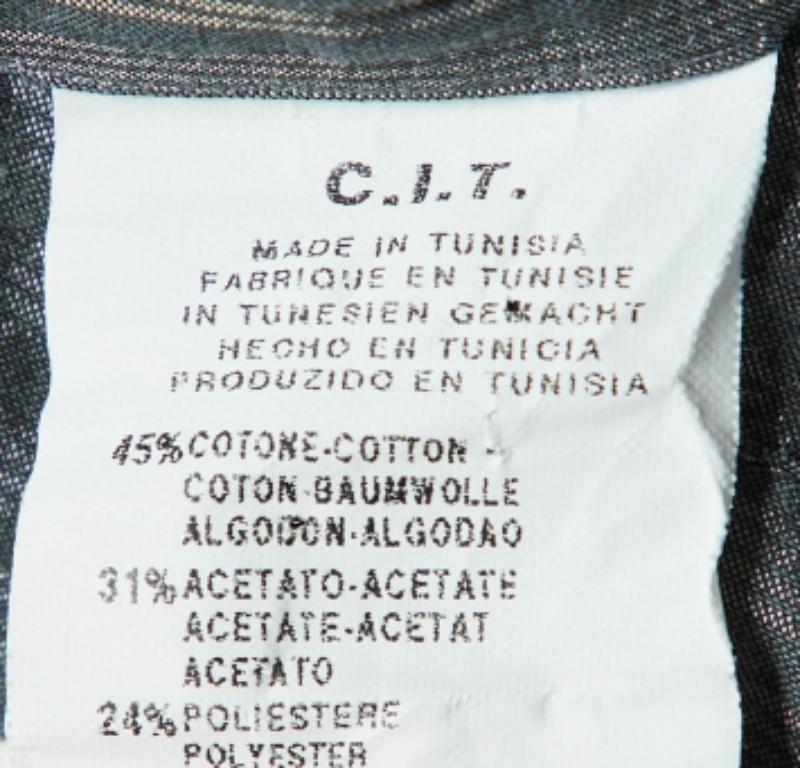 C.I.T.
MADE IN TUNISIA
FABRIQUE EN TUNISIE
IN TUNESIEN GEMACHT
HECHO EN TUNICIA
PRODUZIDO EN TUNISIA
45% COTONE-COTTON -
COTON-BAUMWOLLE
ALGODON-ALGODAO
31% ACETATO-ACETATE
ACETATE-ACETAT
ACETATO
24% POLIESTERE
POLYESTER